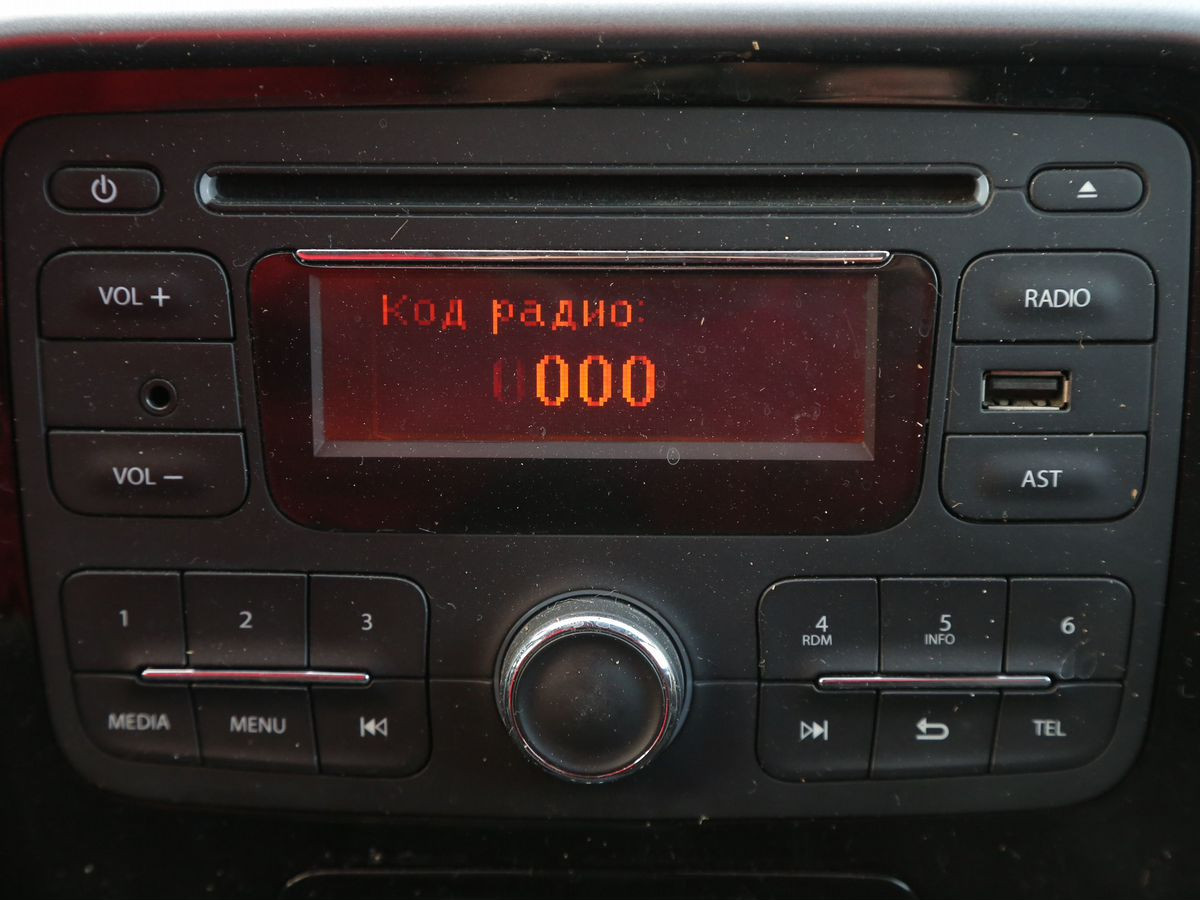 VOL +
Код радио:
0000
RADIO
VOL –
AST
1
2
3
4
RDM
5
INFO
6
MEDIA
MENU
TEL